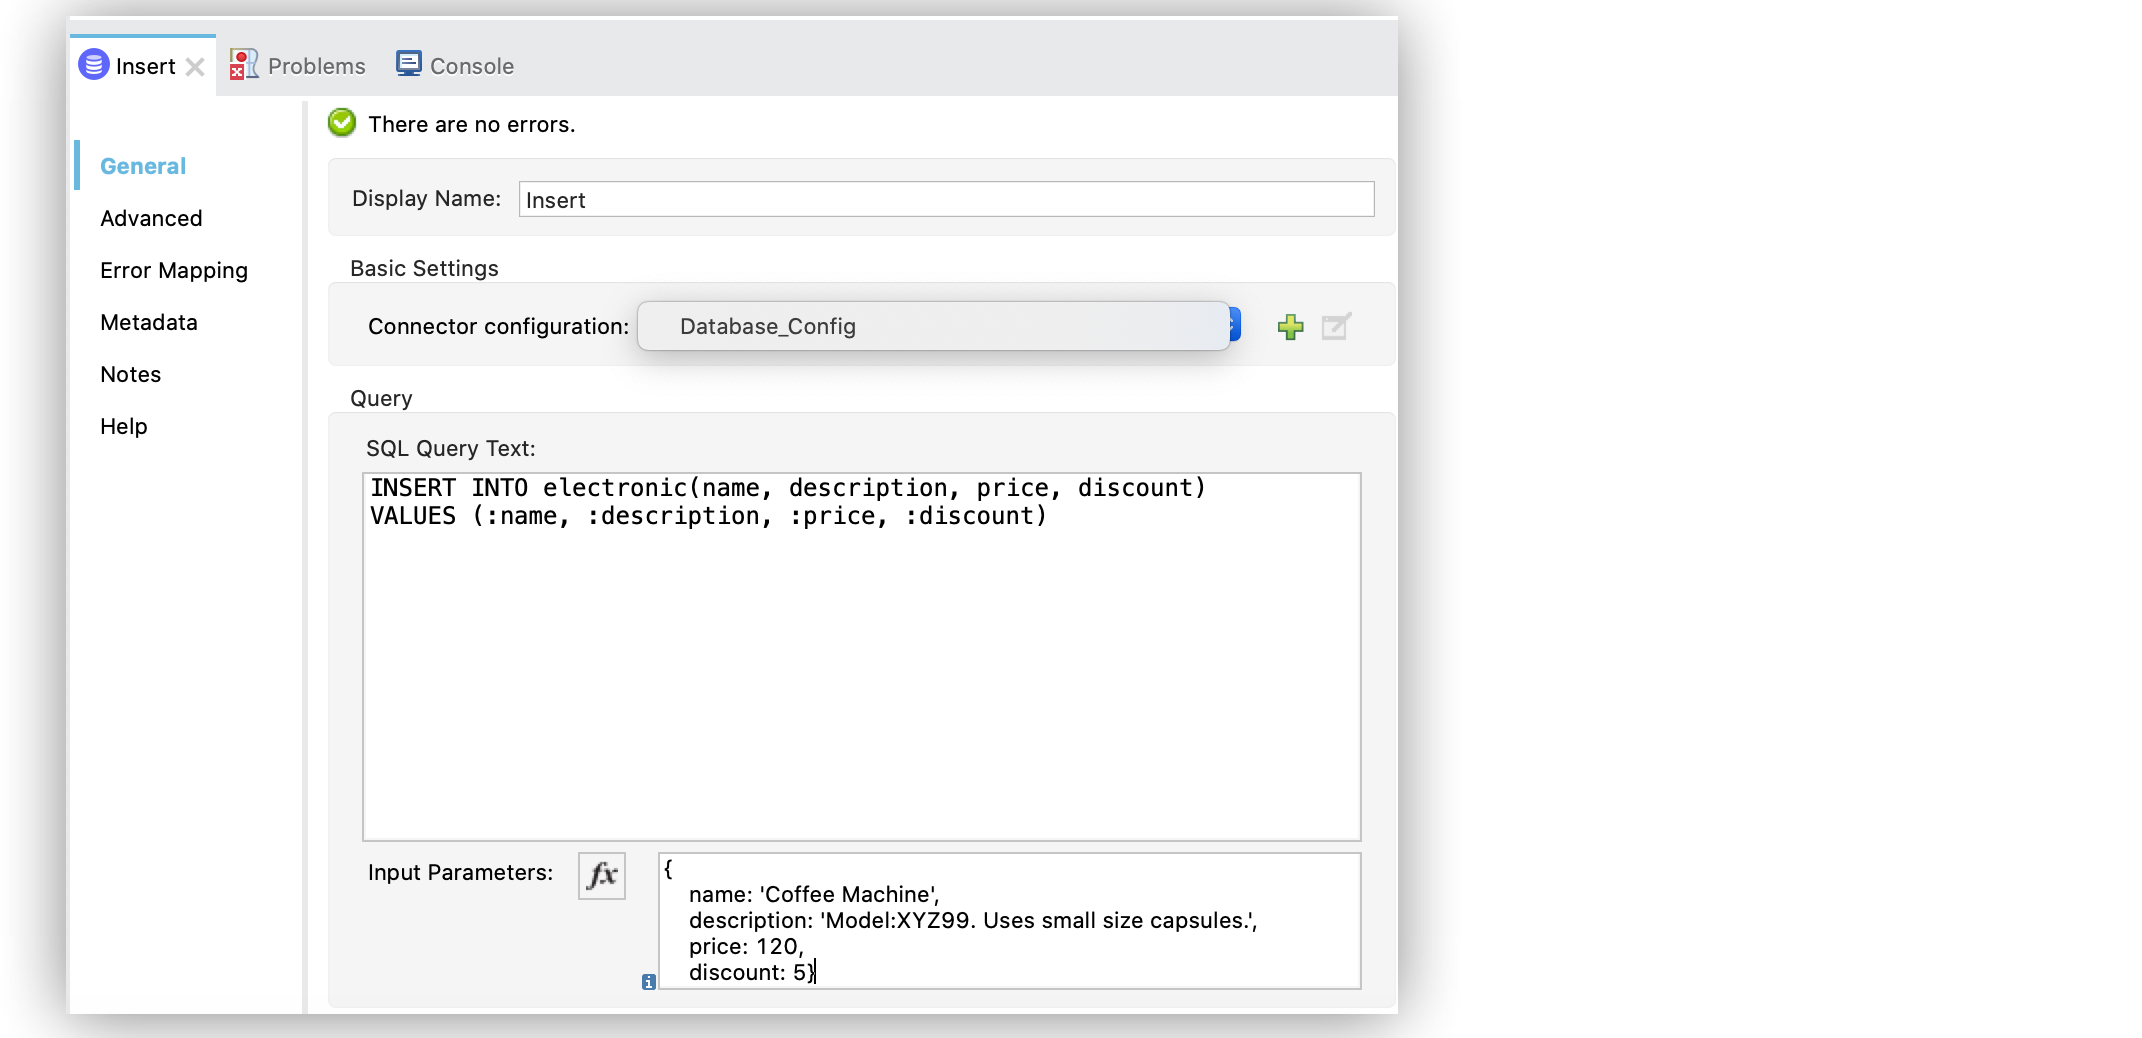 Insert
Problems
Console
There are no errors.
General
Advanced
Error Mapping
Metadata
Notes
Help
Display Name:
Insert
Basic Settings
Connector configuration:
Database_Config
Query
SQL Query Text:
INSERT INTO electronic(name, description, price, discount)
VALUES (:name, :description, :price, :discount)
Input Parameters:
fx
{
name: 'Coffee Machine',
description: 'Model:XYZ99. Uses small size capsules.',
price: 120,
discount: 5}